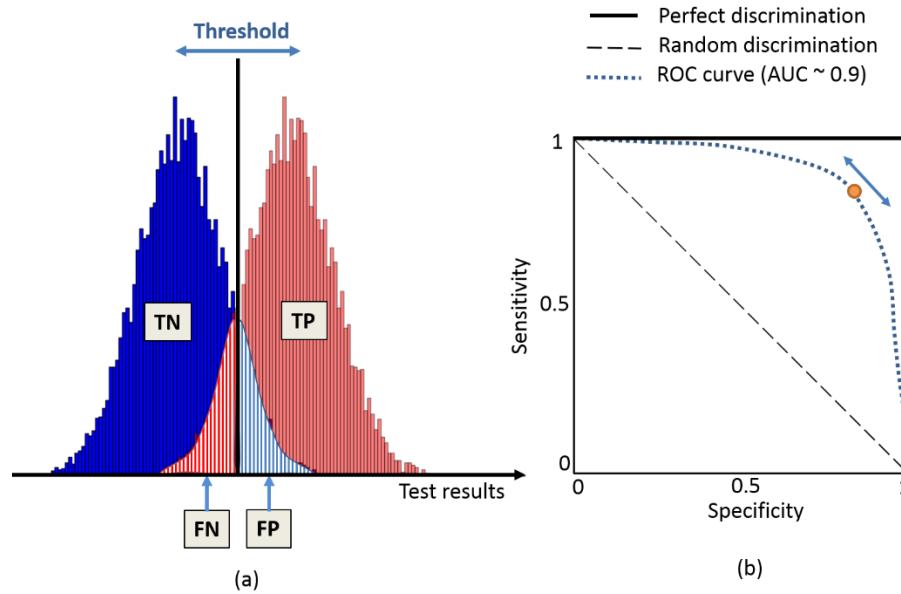 Threshold
TN
TP
Test results
FN
FP
(a)
Perfect discrimination
Random discrimination
ROC curve (AUC ~ 0.9)
1
Sensitivity
0.5
0
0
0.5
1
Specificity
(b)